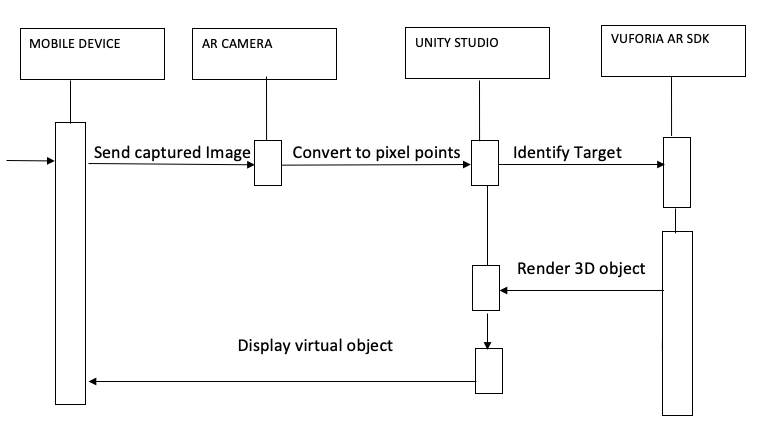 MOBILE DEVICE
AR CAMERA
UNITY STUDIO
VUFORIA AR SDK
Send captured Image
Convert to pixel points
Identify Target
Render 3D object
Display virtual object